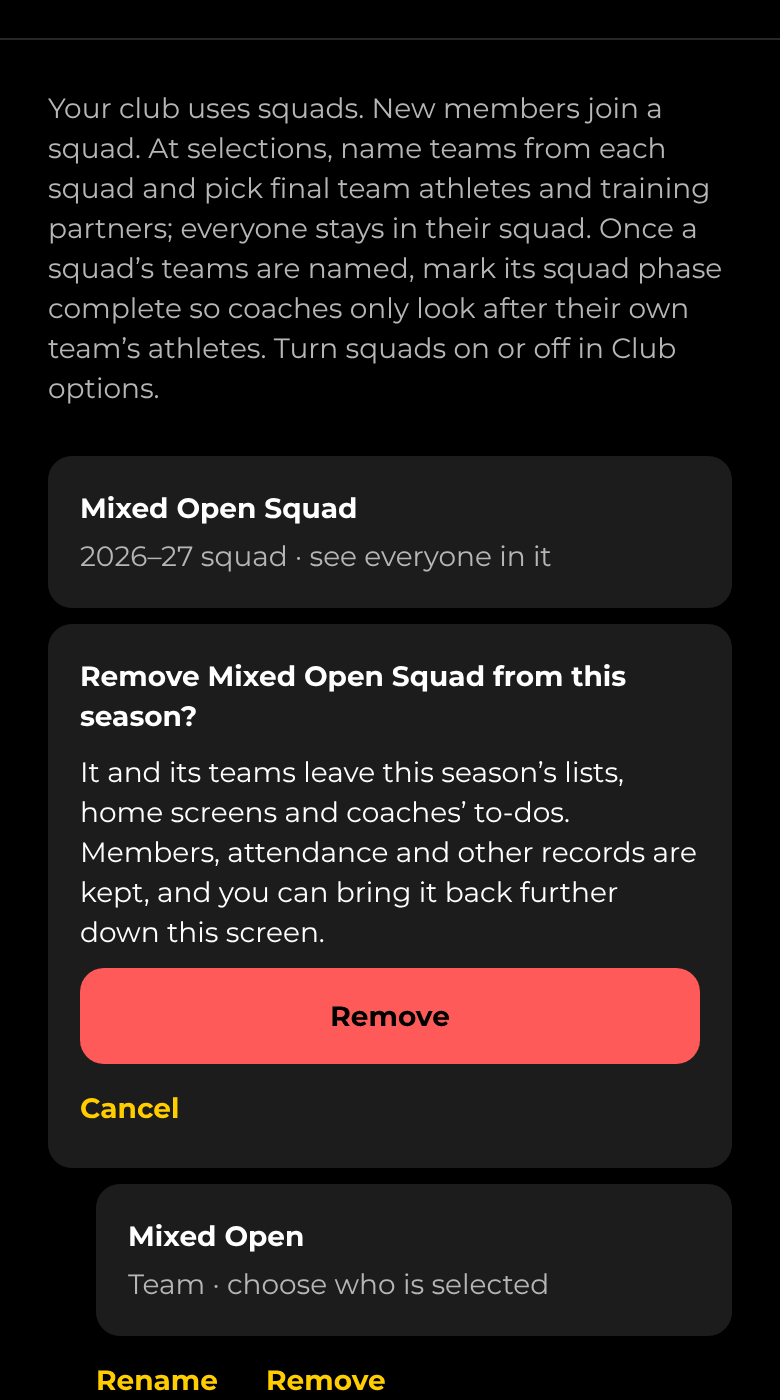 Your club uses squads. New members join a
squad. At selections, name teams from each
squad and pick final team athletes and training
partners; everyone stays in their squad. Once a
squad’s teams are named, mark its squad phase
complete so coaches only look after their own
team’s athletes. Turn squads on or off in Club
options.
Mixed Open Squad
2026–27 squad · see everyone in it
Remove Mixed Open Squad from this
season?
It and its teams leave this season’s lists,
home screens and coaches’ to-dos.
Members, attendance and other records are
kept, and you can bring it back further
down this screen.
Remove
Cancel
Mixed Open
Team · choose who is selected
Rename Remove